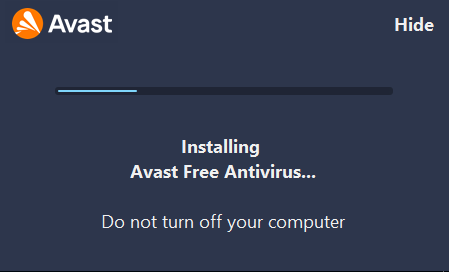 Avast
Hide
Installing
Avast Free Antivirus...
Do not turn off your computer